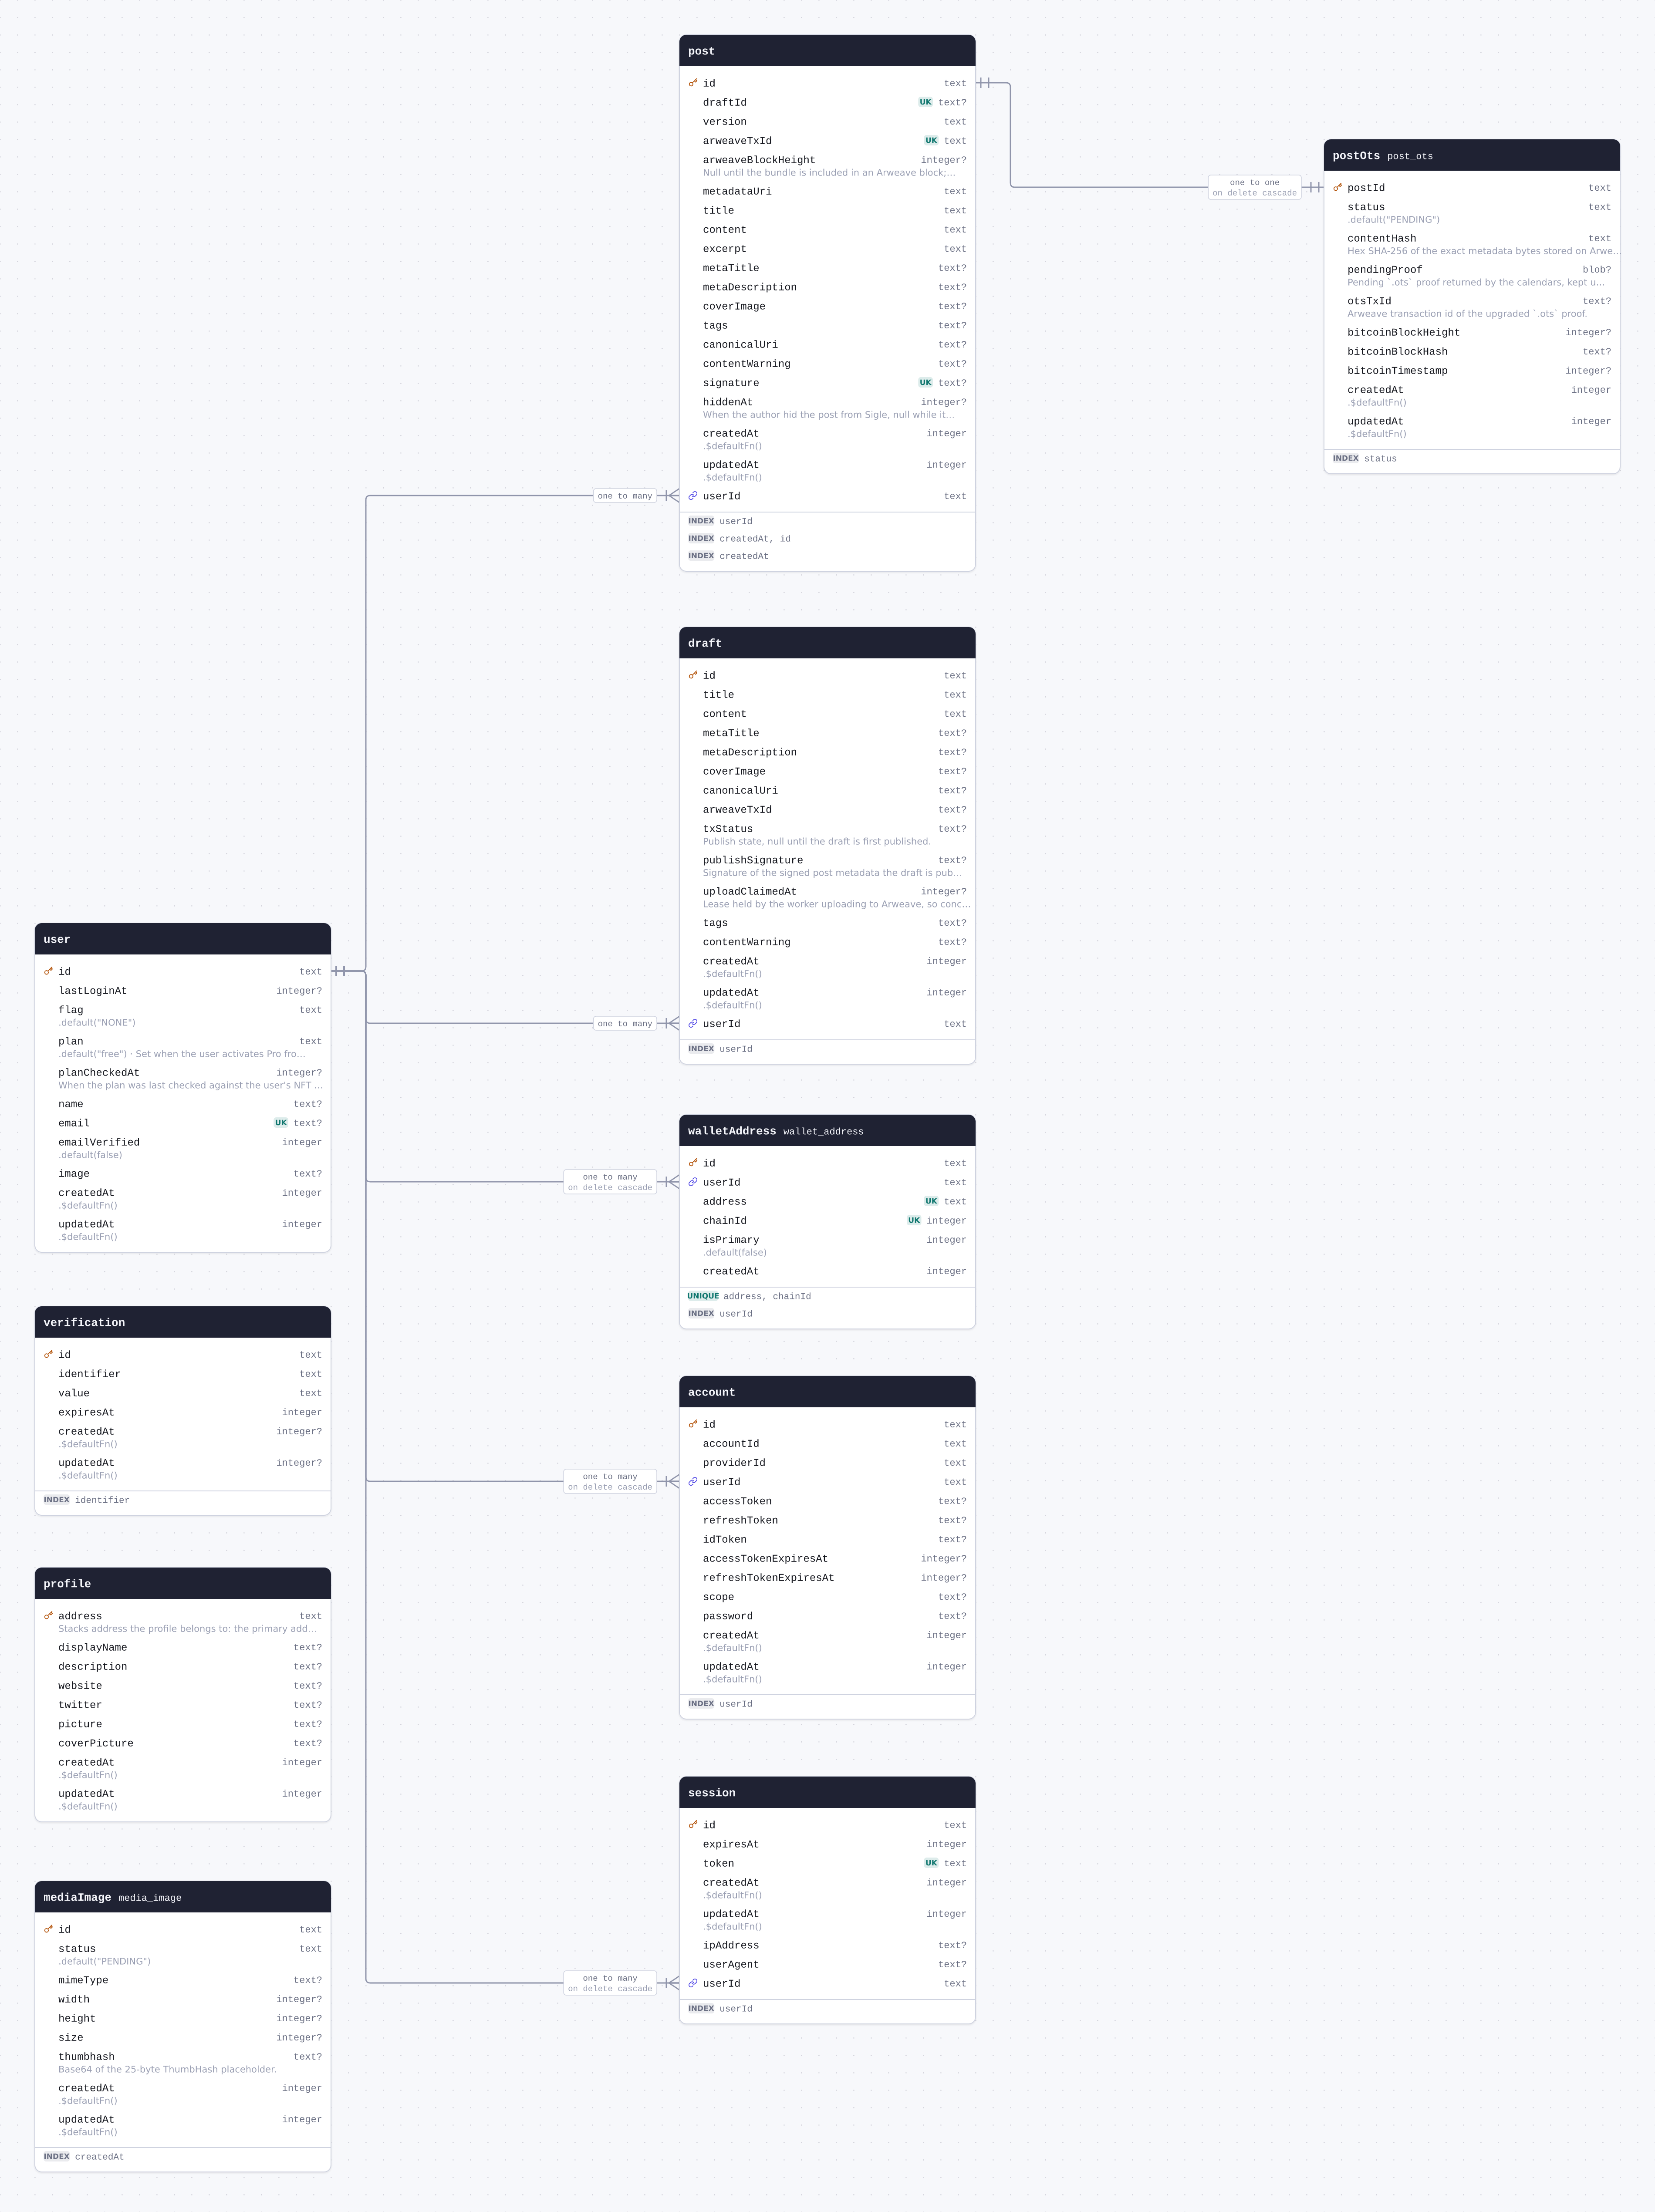 post
id text
draftId UK text?
version text
arweaveTxId UK text
arweaveBlockHeight integer?
Null until the bundle is included in an Arweave block;…
metadataUri text
title text
content text
excerpt text
metaTitle text?
metaDescription text?
coverImage text?
tags text?
canonicalUri text?
contentWarning text?
signature UK text?
hiddenAt integer?
When the author hid the post from Sigle, null while it…
createdAt integer
.$defaultFn()
updatedAt integer
.$defaultFn()
one to many
userId text
INDEX userId
INDEX createdAt, id
INDEX createdAt
postOts post_ots
one to one
on delete cascade
postId text
status text
.default("PENDING")
contentHash text
Hex SHA-256 of the exact metadata bytes stored on Arwe…
pendingProof blob?
Pending `.ots` proof returned by the calendars, kept u…
otsTxId text?
Arweave transaction id of the upgraded `.ots` proof.
bitcoinBlockHeight integer?
bitcoinBlockHash text?
bitcoinTimestamp integer?
createdAt integer
.$defaultFn()
updatedAt integer
.$defaultFn()
INDEX status
draft
id text
title text
content text
metaTitle text?
metaDescription text?
coverImage text?
canonicalUri text?
arweaveTxId text?
txStatus text?
Publish state, null until the draft is first published.
publishSignature text?
Signature of the signed post metadata the draft is pub…
uploadClaimedAt integer?
Lease held by the worker uploading to Arweave, so conc…
tags text?
contentWarning text?
createdAt integer
.$defaultFn()
updatedAt integer
.$defaultFn()
one to many
userId text
INDEX userId
user
id text
lastLoginAt integer?
flag text
.default("NONE")
plan text
.default("free") · Set when the user activates Pro fro…
planCheckedAt integer?
When the plan was last checked against the user's NFT …
name text?
email UK text?
emailVerified integer
.default(false)
image text?
createdAt integer
.$defaultFn()
updatedAt integer
.$defaultFn()
walletAddress wallet_address
id text
one to many
on delete cascade
userId text
address UK text
chainId UK integer
isPrimary integer
.default(false)
createdAt integer
UNIQUE address, chainId
INDEX userId
verification
id text
identifier text
value text
expiresAt integer
createdAt integer?
.$defaultFn()
updatedAt integer?
.$defaultFn()
INDEX identifier
account
id text
accountId text
providerId text
one to many
on delete cascade
userId text
accessToken text?
refreshToken text?
idToken text?
accessTokenExpiresAt integer?
refreshTokenExpiresAt integer?
scope text?
password text?
createdAt integer
.$defaultFn()
updatedAt integer
.$defaultFn()
INDEX userId
profile
address text
Stacks address the profile belongs to: the primary add…
displayName text?
description text?
website text?
twitter text?
picture text?
coverPicture text?
createdAt integer
.$defaultFn()
updatedAt integer
.$defaultFn()
session
id text
expiresAt integer
token UK text
createdAt integer
.$defaultFn()
updatedAt integer
.$defaultFn()
ipAddress text?
userAgent text?
one to many
on delete cascade
userId text
INDEX userId
mediaImage media_image
id text
status text
.default("PENDING")
mimeType text?
width integer?
height integer?
size integer?
thumbhash text?
Base64 of the 25-byte ThumbHash placeholder.
createdAt integer
.$defaultFn()
updatedAt integer
.$defaultFn()
INDEX createdAt